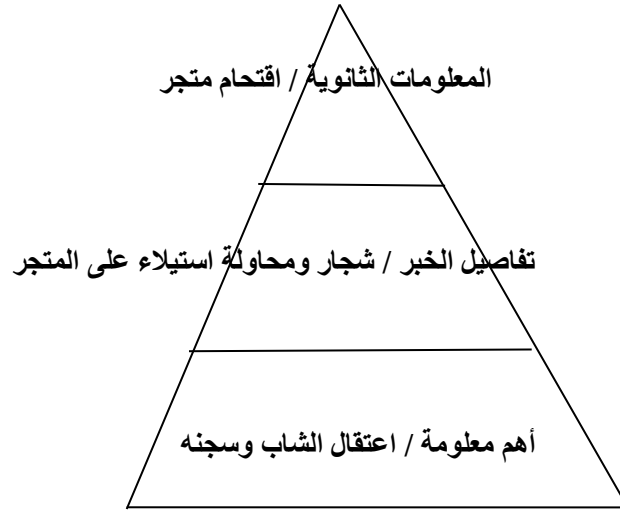 المعلومات الثانوية / اقتحام متجر
تفاصيل الخبر / شجار ومحاولة استيلاء على المتجر
أهم معلومة / اعتقال الشاب وسجنه